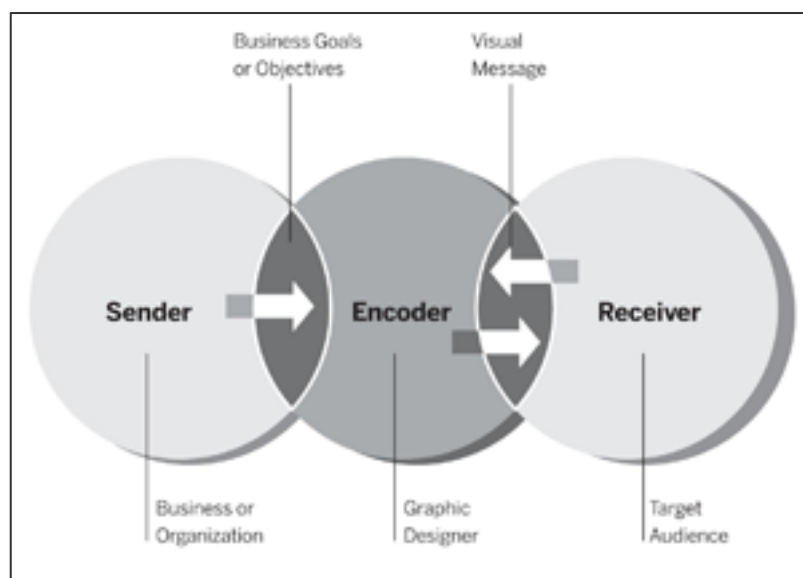 Business Goals
or Objectives
Visual
Message
Sender
Encoder
Receiver
Business or
Organization
Graphic
Designer
Target
Audience